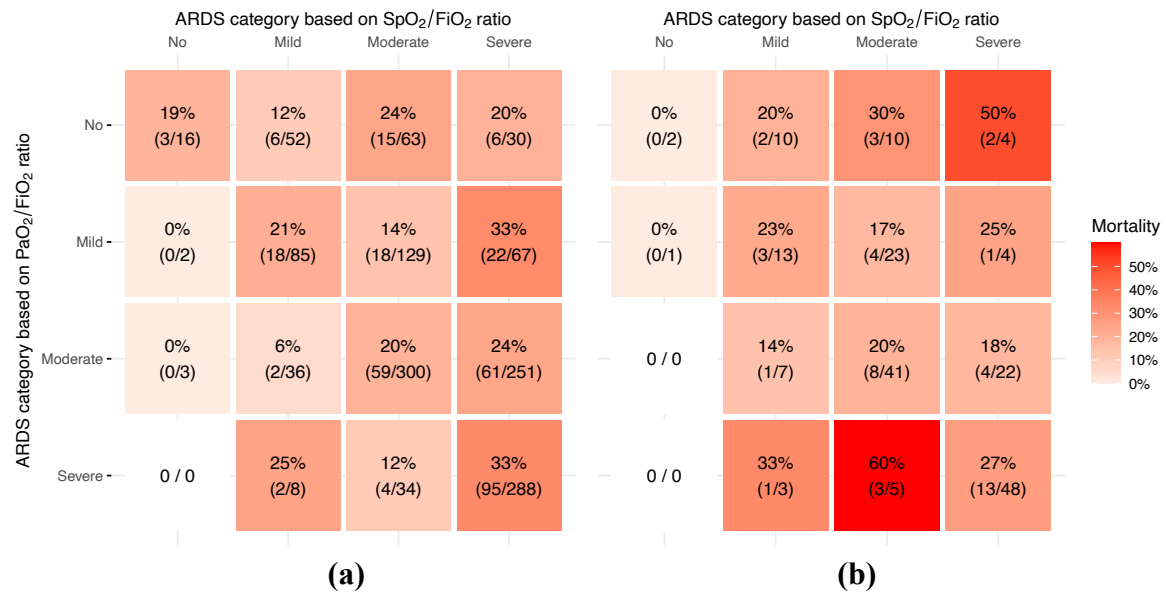 ARDS category based on SpO₂/FiO₂ ratio
No Mild Moderate Severe
ARDS category based on PaO₂/FiO₂ ratio
No
19% 12% 24% 20%
(3/16) (6/52) (15/63) (6/30)
Mild
0% 21% 14% 33%
(0/2) (18/85) (18/129) (22/67)
Moderate
0% 6% 20% 24%
(0/3) (2/36) (59/300) (61/251)
Severe
0 / 0
25% 12% 33%
(2/8) (4/34) (95/288)
(a)
ARDS category based on SpO₂/FiO₂ ratio
No Mild Moderate Severe
0% 20% 30% 50%
(0/2) (2/10) (3/10) (2/4)
0% 23% 17% 25%
(0/1) (3/13) (4/23) (1/4)
0 / 0
14% 20% 18%
(1/7) (8/41) (4/22)
0 / 0
33% 60% 27%
(1/3) (3/5) (13/48)
(b)
Mortality
50%
40%
30%
20%
10%
0%